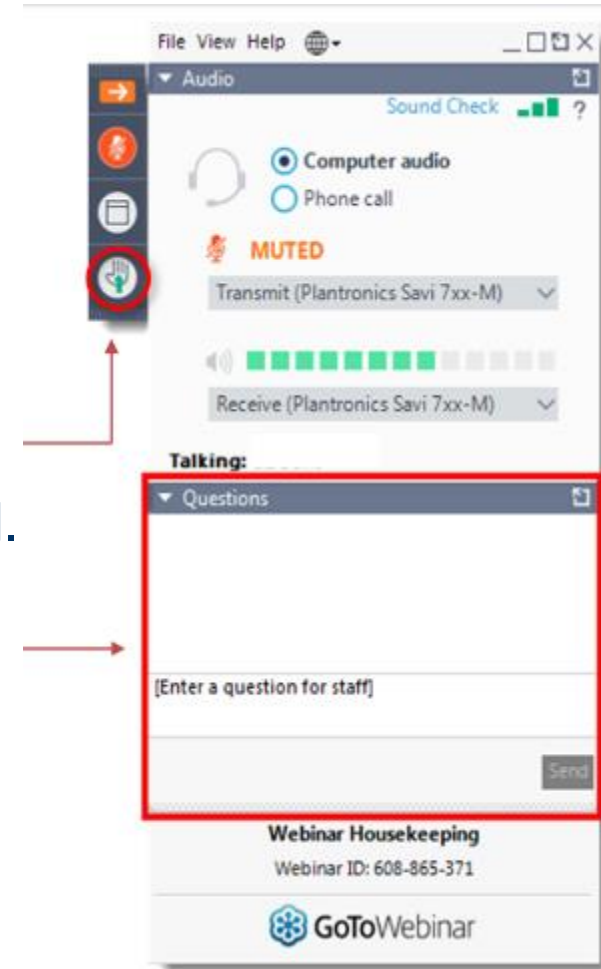 File View Help
Audio
Sound Check ?
Computer audio
Phone call
MUTED
Transmit (Plantronics Savi 7xx-M)
Receive (Plantronics Savi 7xx-M)
Talking:
Questions
[Enter a question for staff]
Send
Webinar Housekeeping
Webinar ID: 608-865-371
GoToWebinar